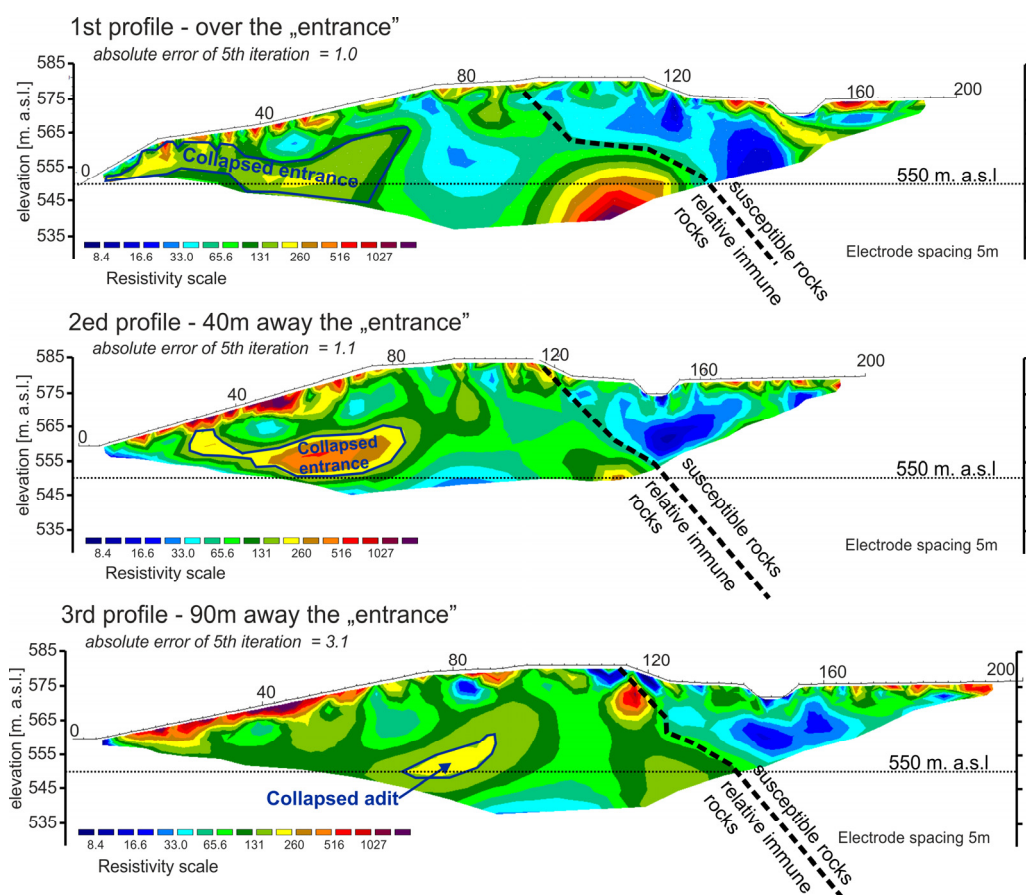 1st profile - over the „entrance”
absolute error of 5th iteration = 1.0
elevation [m. a.s.l.]
585
575
565
555
545
535
0
40
80
120
160
200
Collapsed entrance
550 m. a.s.l
susceptible rocks
relative immune
rocks
8.4 16.6 33.0 65.6 131 260 516 1027
Resistivity scale
Electrode spacing 5m
2ed profile - 40m away the „entrance”
absolute error of 5th iteration = 1.1
elevation [m. a.s.l.]
585
575
565
555
545
535
0
40
80
120
160
200
Collapsed
entrance
550 m. a.s.l
susceptible rocks
relative immune
rocks
8.4 16.6 33.0 65.6 131 260 516 1027
Resistivity scale
Electrode spacing 5m
3rd profile - 90m away the „entrance”
absolute error of 5th iteration = 3.1
elevation [m. a.s.l.]
585
575
565
555
545
535
0
40
80
120
160
200
Collapsed adit
550 m. a.s.l
susceptible rocks
relative immune
rocks
8.4 16.6 33.0 65.6 131 260 516 1027
Resistivity scale
Electrode spacing 5m